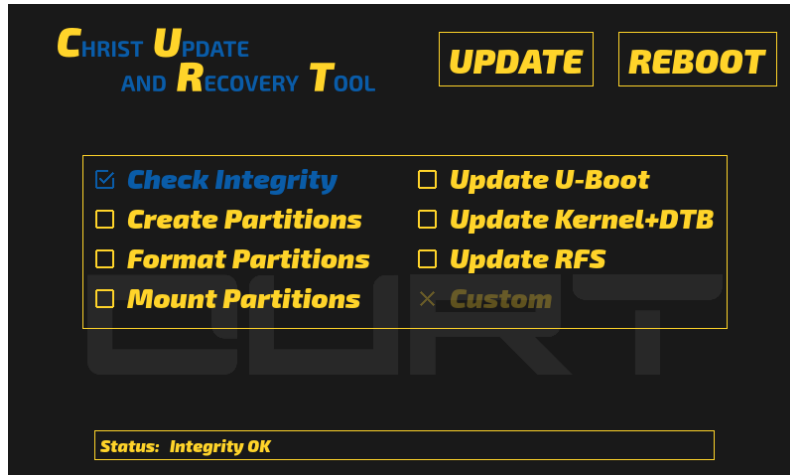 CHRIST UPDATE
AND RECOVERY TOOL
UPDATE
REBOOT
Check Integrity
Create Partitions
Format Partitions
Mount Partitions
Update U-Boot
Update Kernel+DTB
Update RFS
Custom
CURT
Status: Integrity OK